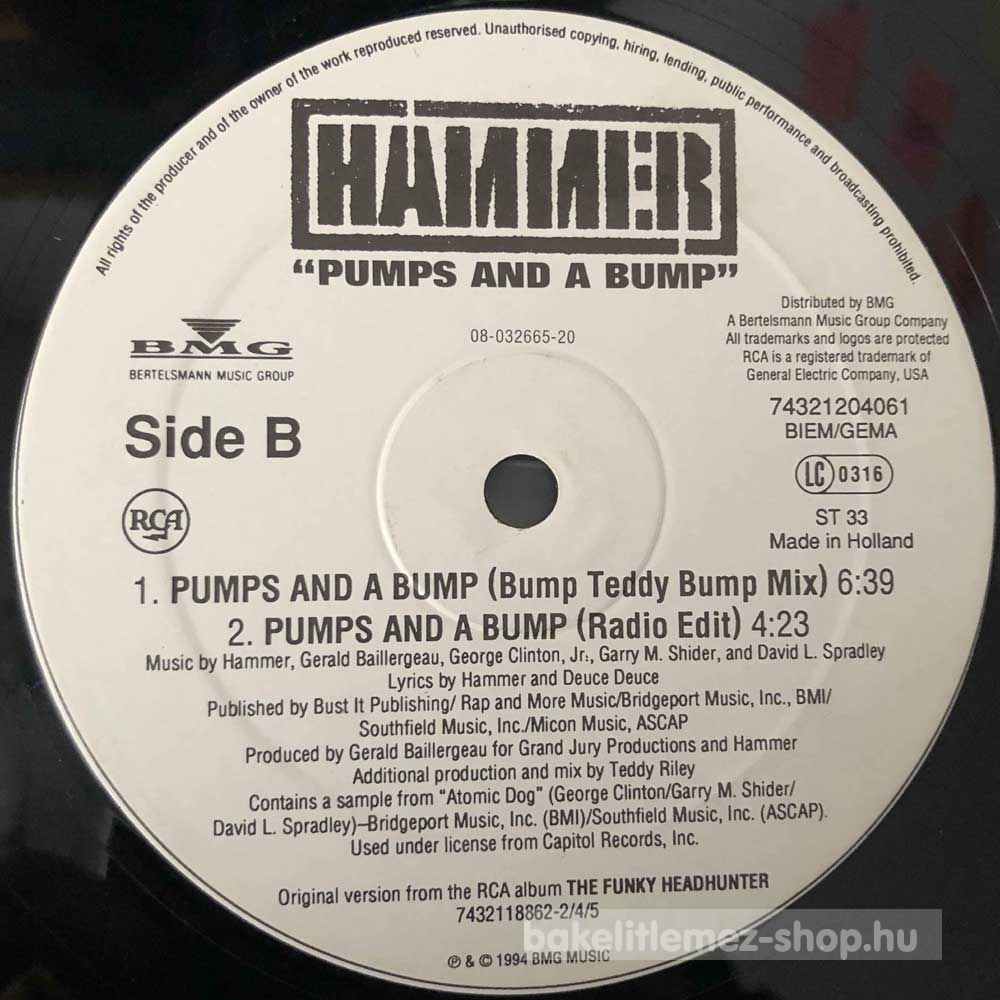 All rights of the producer and of the owner of the work reproduced reserved. Unauthorised copying, hiring, lending, public performance and broadcasting prohibited.
HAMMER
“PUMPS AND A BUMP”
08-032665-20
Distributed by BMG
A Bertelsmann Music Group Company
All trademarks and logos are protected
RCA is a registered trademark of
General Electric Company, USA
BMG
BERTELSMANN MUSIC GROUP
Side B
74321204061
BIEM/GEMA
LC 0316
RCA
ST 33
Made in Holland
1. PUMPS AND A BUMP (Bump Teddy Bump Mix) 6:39
2. PUMPS AND A BUMP (Radio Edit) 4:23
Music by Hammer, Gerald Baillergeau, George Clinton, Jr., Garry M. Shider, and David L. Spradley
Lyrics by Hammer and Deuce Deuce
Published by Bust It Publishing/ Rap and More Music/Bridgeport Music, Inc., BMI/
Southfield Music, Inc./Micon Music, ASCAP
Produced by Gerald Baillergeau for Grand Jury Productions and Hammer
Additional production and mix by Teddy Riley
Contains a sample from "Atomic Dog" (George Clinton/Garry M. Shider/
David L. Spradley)–Bridgeport Music, Inc. (BMI)/Southfield Music, Inc. (ASCAP).
Used under license from Capitol Records, Inc.
Original version from the RCA album THE FUNKY HEADHUNTER
7432118862-2/4/5
℗ & © 1994 BMG MUSIC
bakelitlemez-shop.hu